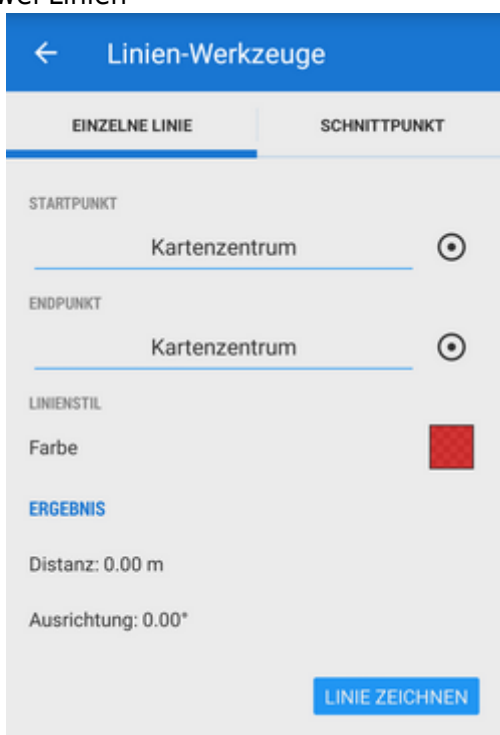 Linien
Linien-Werkzeuge
EINZELNE LINIE SCHNITTPUNKT
STARTPUNKT
Kartenzentrum
ENDPUNKT
Kartenzentrum
LINIENSTIL
Farbe
ERGEBNIS
Distanz: 0.00 m
Ausrichtung: 0.00°
LINIE ZEICHNEN